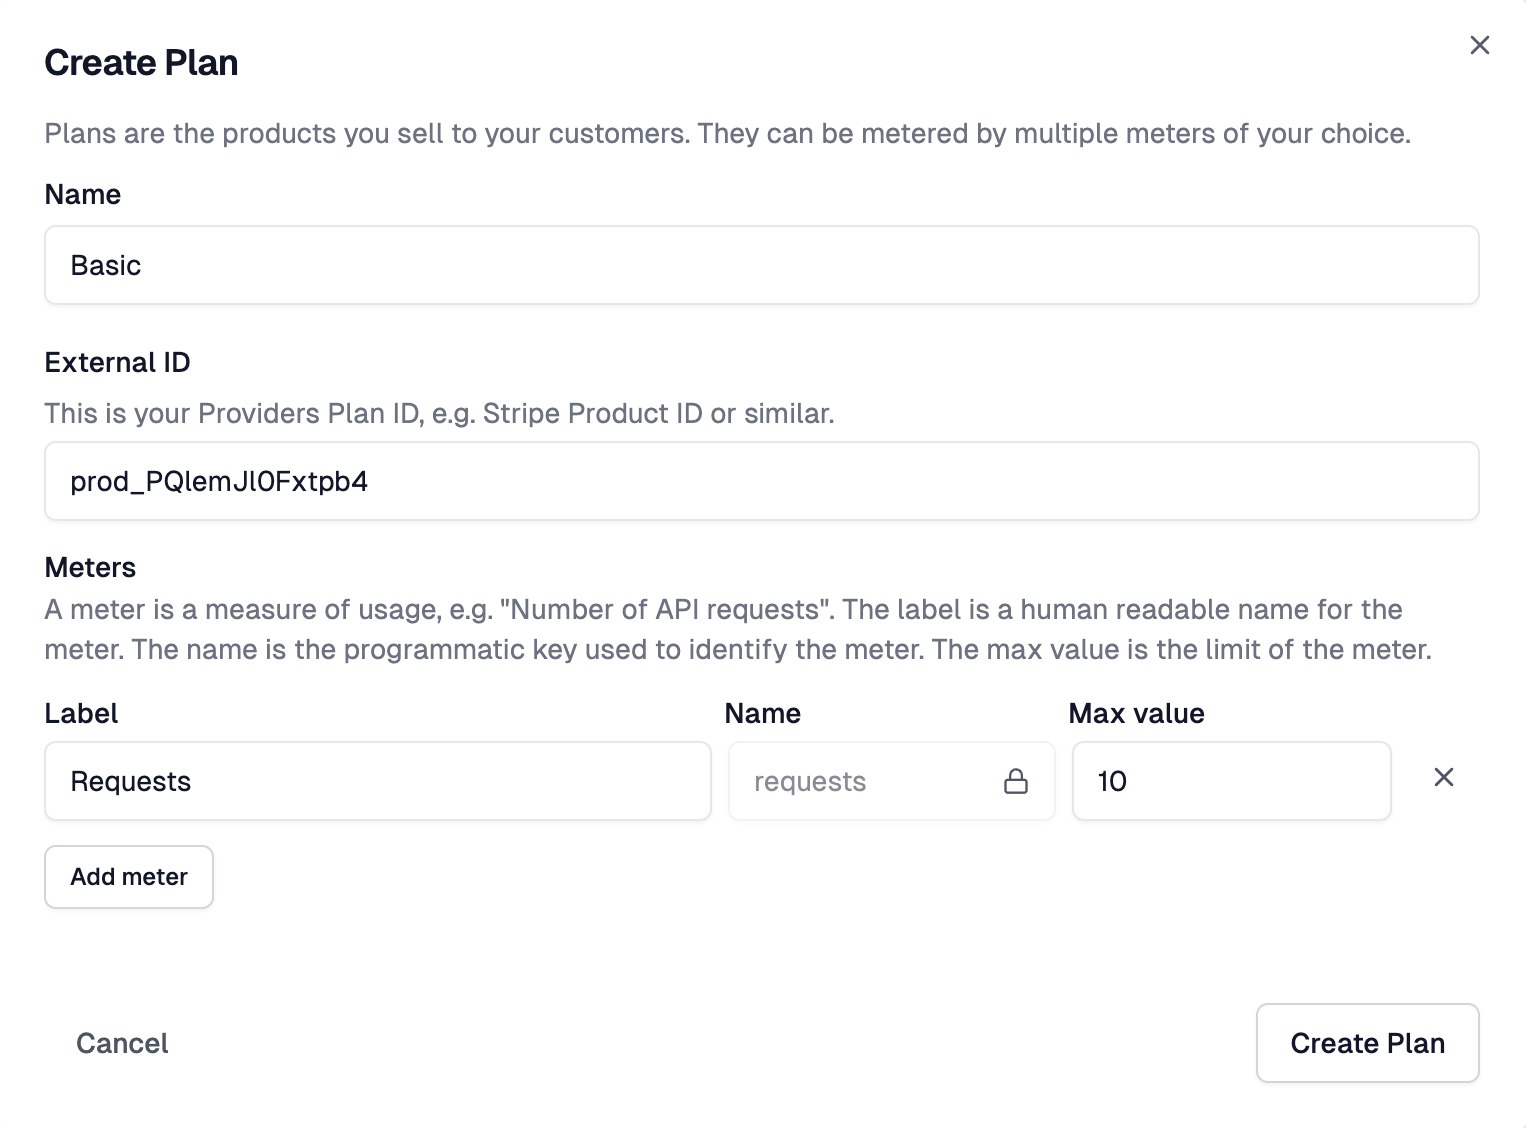 Create Plan
Plans are the products you sell to your customers. They can be metered by multiple meters of your choice.
Name
Basic
External ID
This is your Providers Plan ID, e.g. Stripe Product ID or similar.
prod_PQlemJl0Fxtpb4
Meters
A meter is a measure of usage, e.g. "Number of API requests". The label is a human readable name for the
meter. The name is the programmatic key used to identify the meter. The max value is the limit of the meter.
Label Name Max value
Requests requests 10
Add meter
Cancel Create Plan